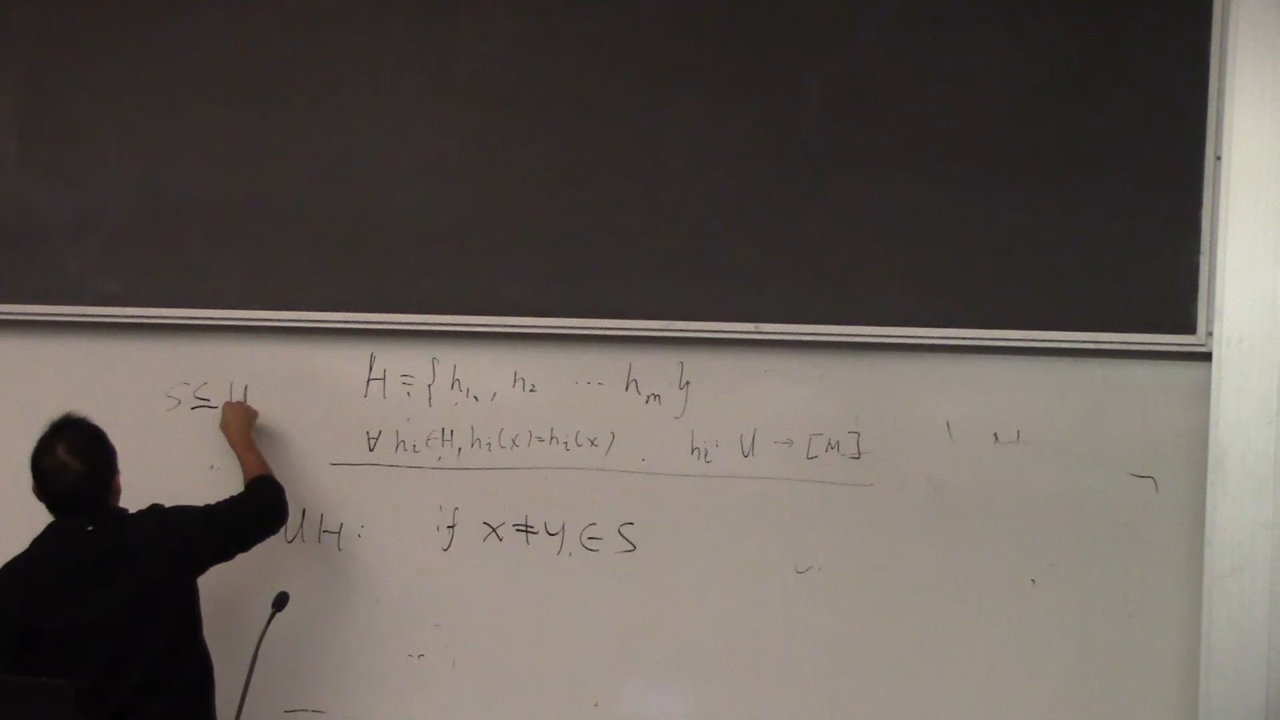 S ⊆ U
H = {h₁, h₂ ⋯ hₘ}
∀ hᵢ ∈ H, hᵢ(x) = hᵢ(x) . hᵢ: U → [M]
UH: if x ≠ y ∈ S